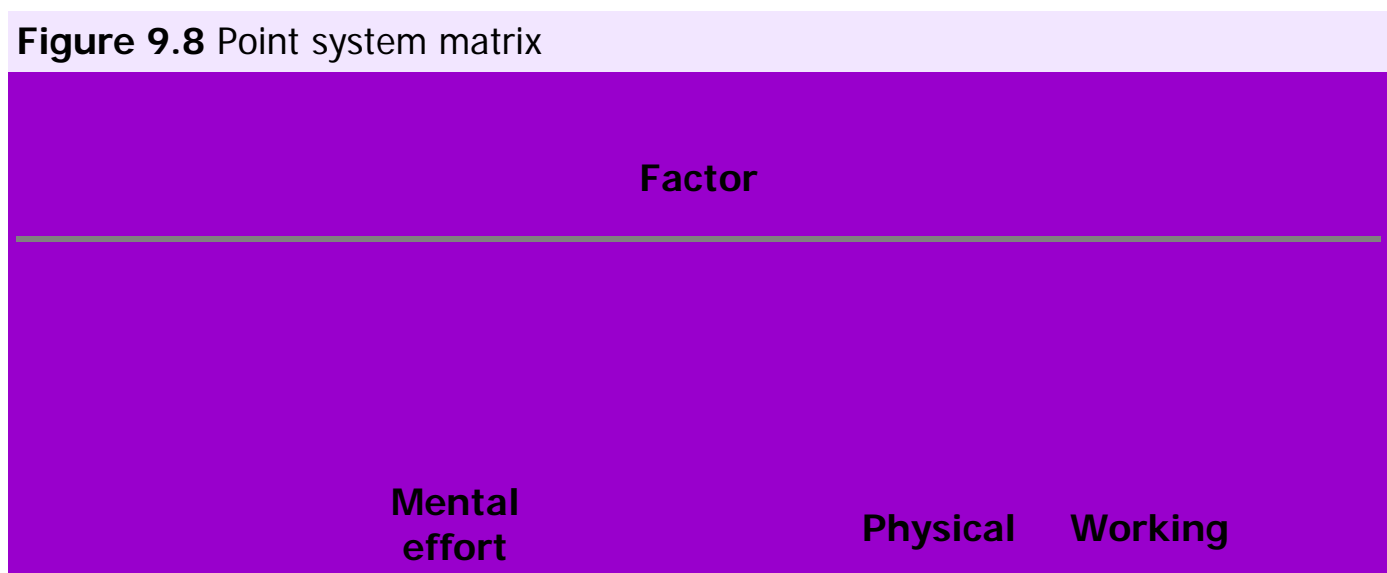 Figure 9.8 Point system matrix
Factor
Mental
effort
Physical Working